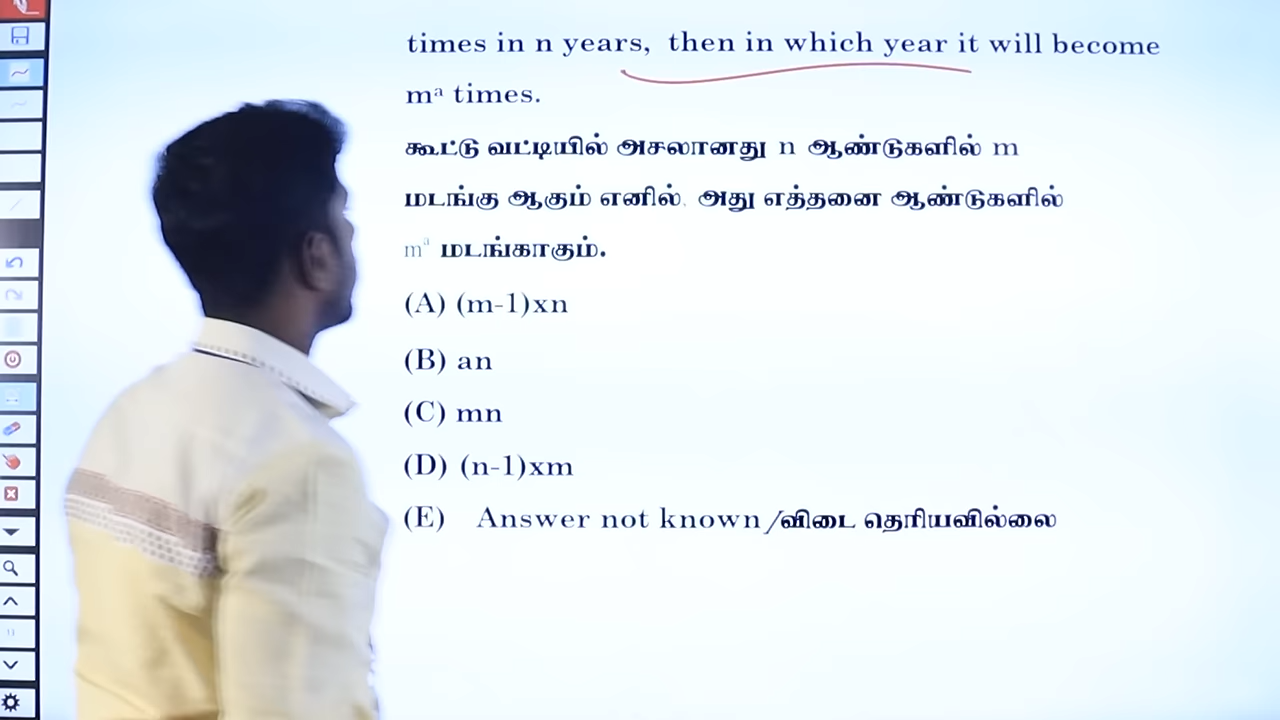 times in n years, then in which year it will become
mᵃ times.
கூட்டு வட்டியில் அசலானது n ஆண்டுகளில் m
மடங்கு ஆகும் எனில். அது எத்தனை ஆண்டுகளில்
mᵃ மடங்காகும்.
(A) (m-1)xn
(B) an
(C) mn
(D) (n-1)xm
(E) Answer not known/விடை தெரியவில்லை